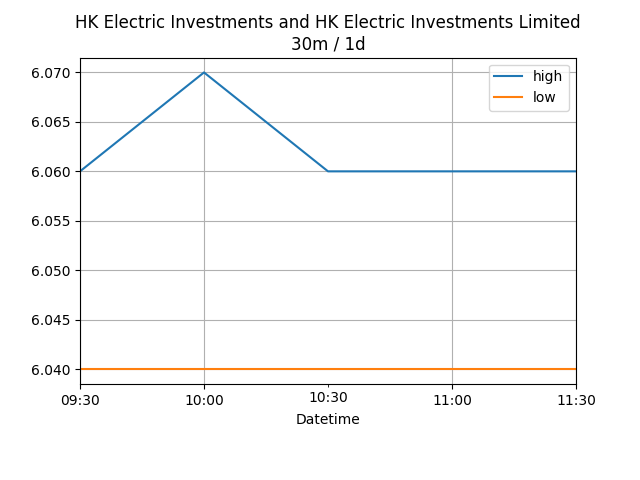 HK Electric Investments and HK Electric Investments Limited
30m / 1d
high
low
6.070
6.065
6.060
6.055
6.050
6.045
6.040
09:30
10:00
10:30
11:00
11:30
Datetime